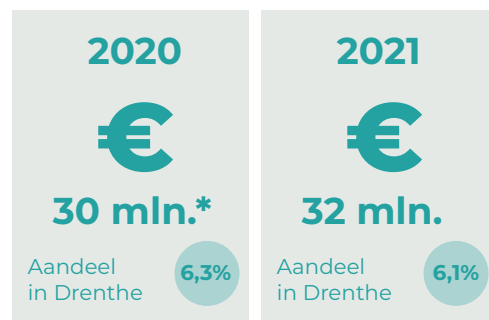 2020
€
30 mln.*
Aandeel
in Drenthe
6,3%
2021
€
32 mln.
Aandeel
in Drenthe
6,1%